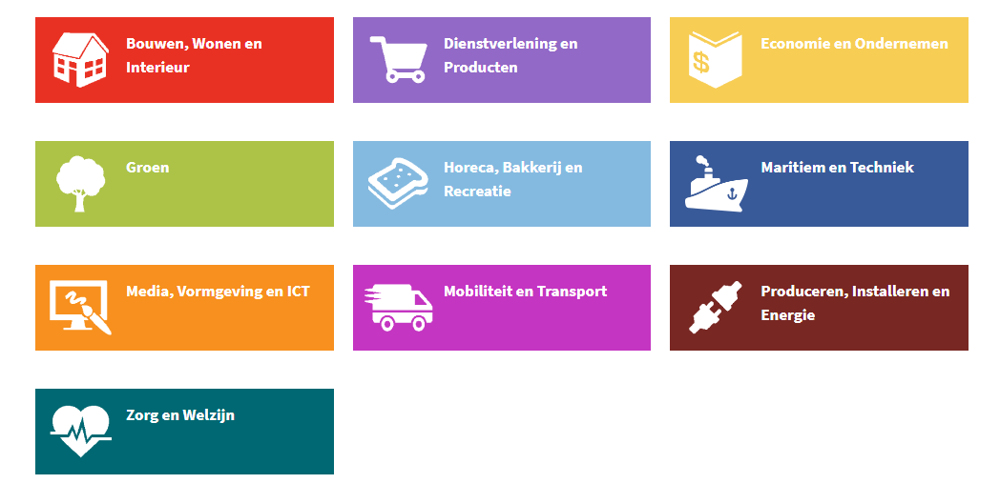 Bouwen, Wonen en
Interieur
Dienstverlening en
Producten
Economie en Ondernemen
Groen
Horeca, Bakkerij en
Recreatie
Maritiem en Techniek
Media, Vormgeving en ICT
Mobiliteit en Transport
Produceren, Installeren en
Energie
Zorg en Welzijn